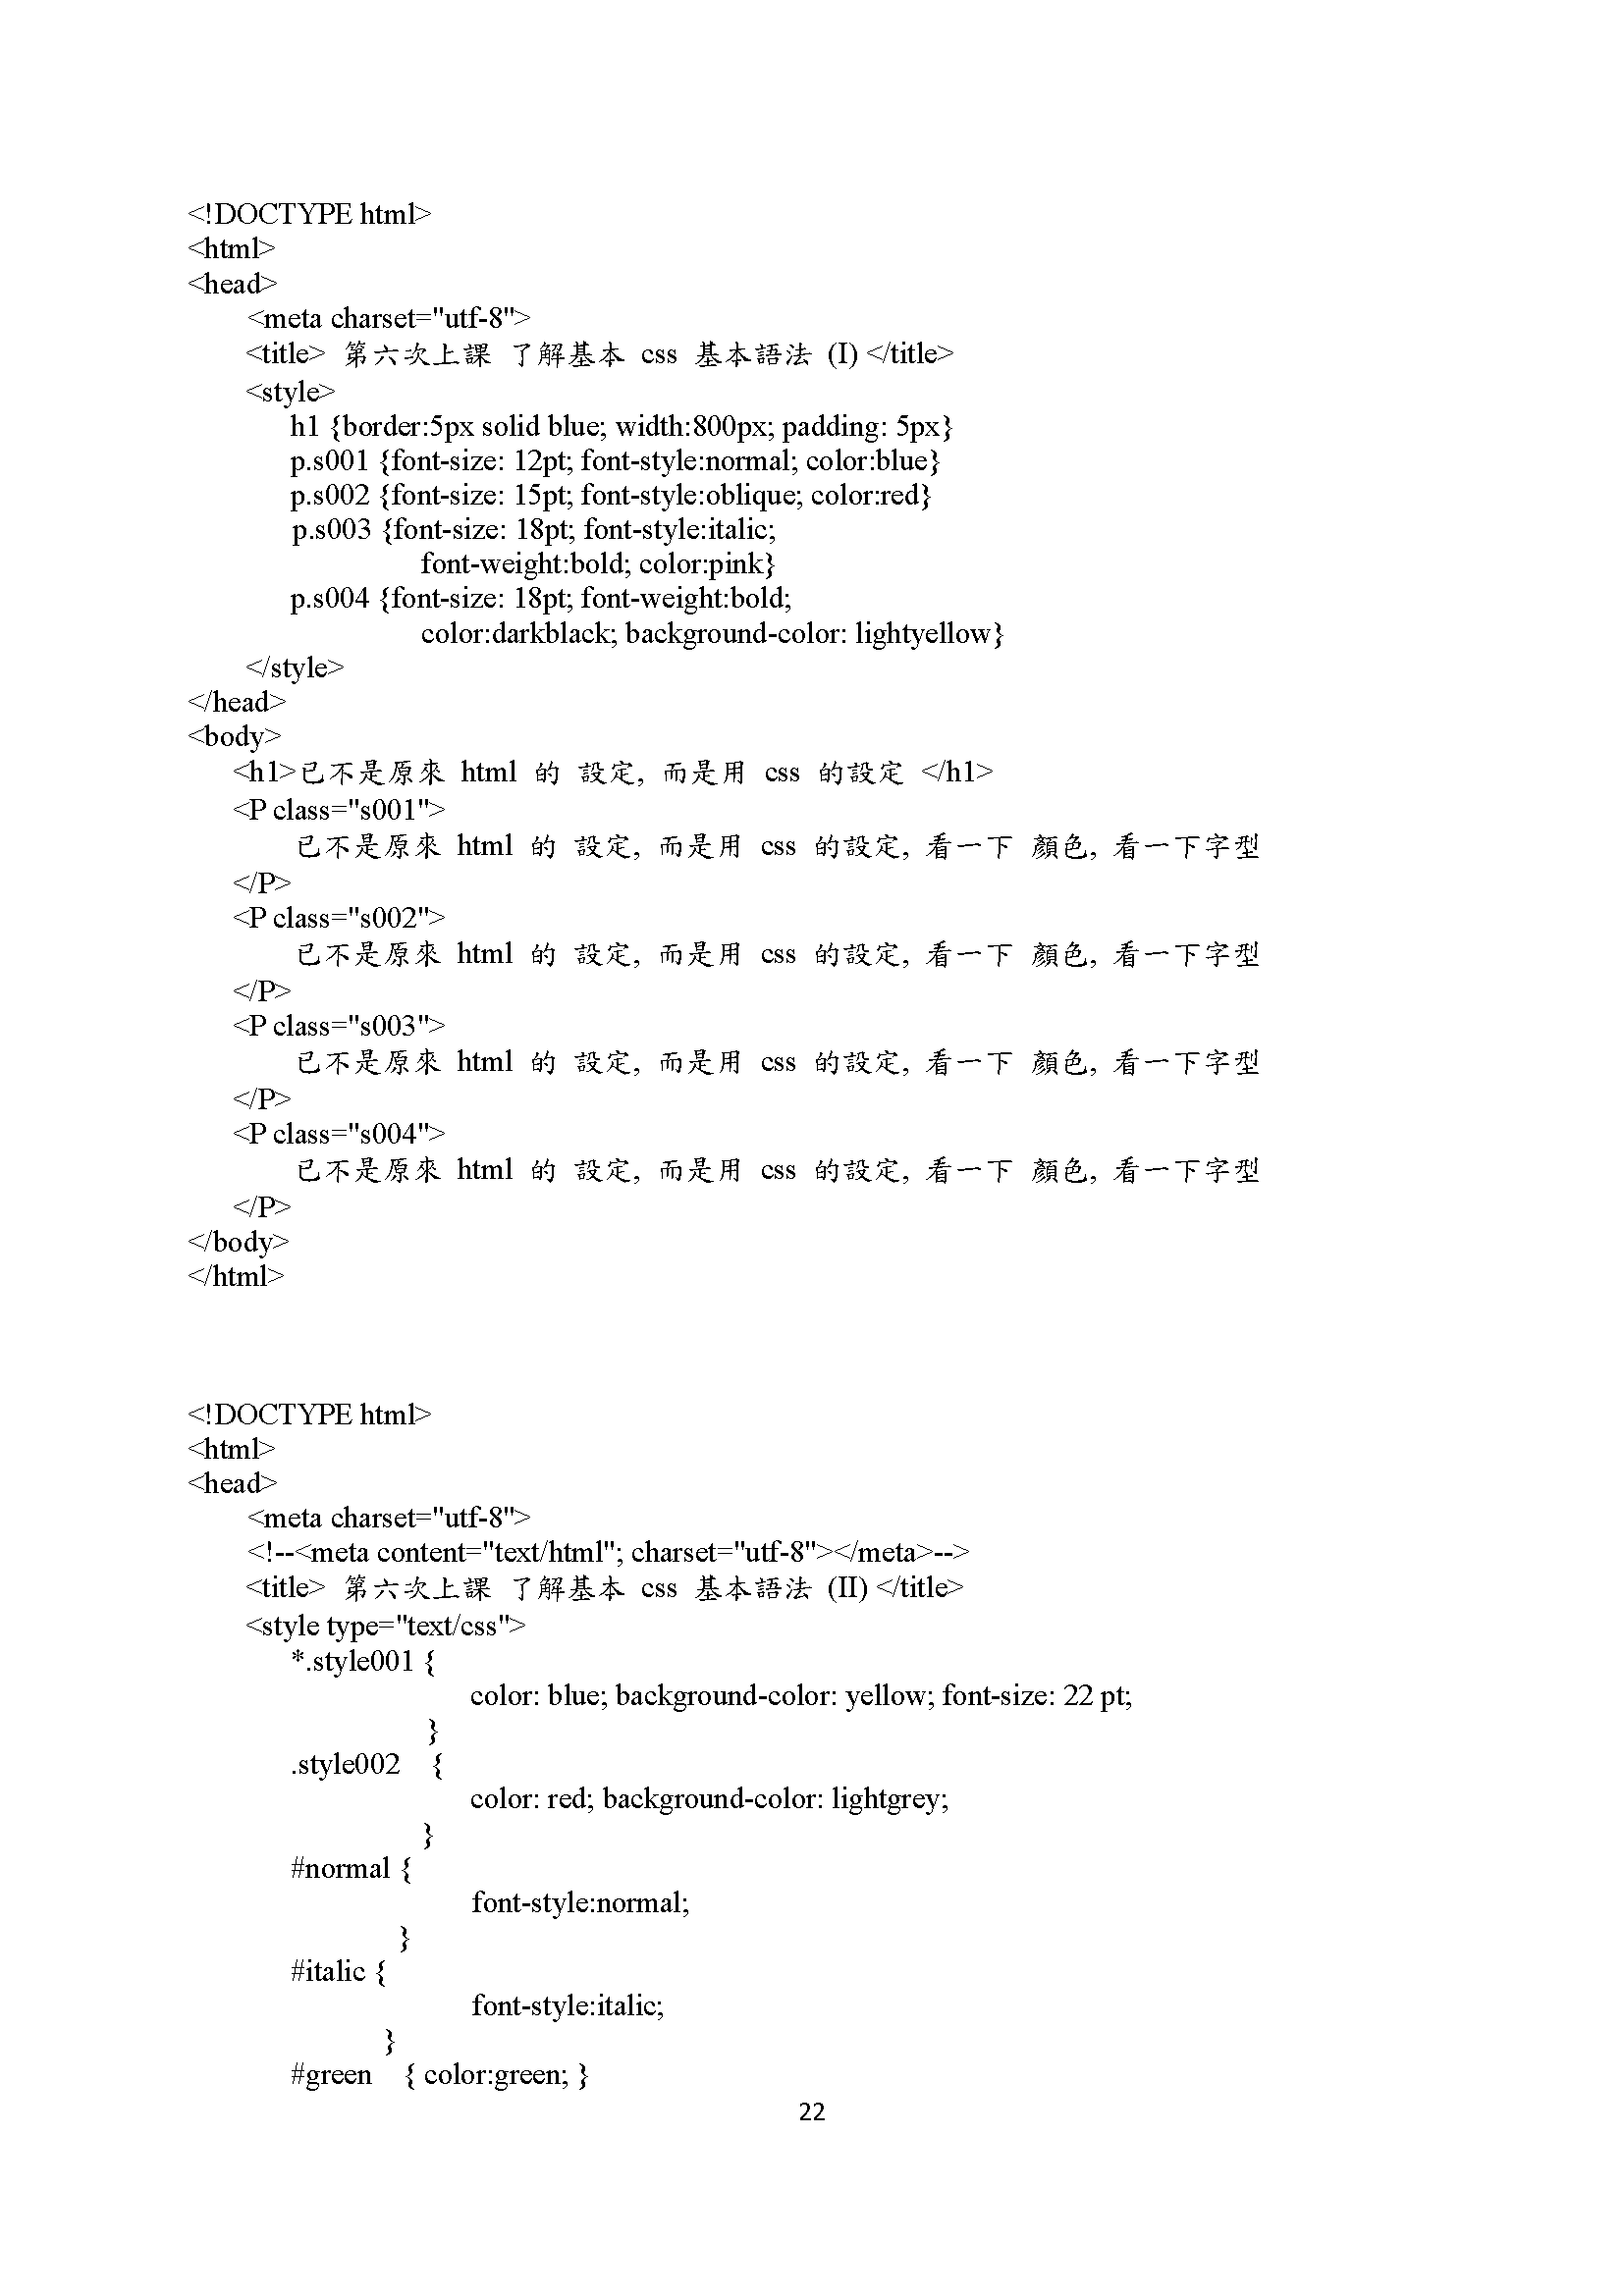 <!DOCTYPE html>
<html>
<head>
<meta charset="utf-8">
<title> 第六次上課 了解基本 css 基本語法 (I) </title>
<style>
h1 {border:5px solid blue; width:800px; padding: 5px}
p.s001 {font-size: 12pt; font-style:normal; color:blue}
p.s002 {font-size: 15pt; font-style:oblique; color:red}
p.s003 {font-size: 18pt; font-style:italic;
font-weight:bold; color:pink}
p.s004 {font-size: 18pt; font-weight:bold;
color:darkblack; background-color: lightyellow}
</style>
</head>
<body>
<h1>已不是原來 html 的 設定, 而是用 css 的設定 </h1>
<P class="s001">
已不是原來 html 的 設定, 而是用 css 的設定, 看一下 顏色, 看一下字型
</P>
<P class="s002">
已不是原來 html 的 設定, 而是用 css 的設定, 看一下 顏色, 看一下字型
</P>
<P class="s003">
已不是原來 html 的 設定, 而是用 css 的設定, 看一下 顏色, 看一下字型
</P>
<P class="s004">
已不是原來 html 的 設定, 而是用 css 的設定, 看一下 顏色, 看一下字型
</P>
</body>
</html>
<!DOCTYPE html>
<html>
<head>
<meta charset="utf-8">
<!--<meta content="text/html"; charset="utf-8"></meta>-->
<title> 第六次上課 了解基本 css 基本語法 (II) </title>
<style type="text/css">
*.style001 {
color: blue; background-color: yellow; font-size: 22 pt;
}
.style002 {
color: red; background-color: lightgrey;
}
#normal {
font-style:normal;
}
#italic {
font-style:italic;
}
#green { color:green; }
22